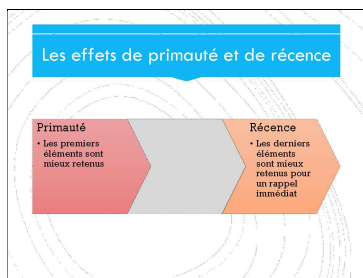 Les effets de primauté et de récence
Primauté
• Les premiers
éléments sont
mieux retenus
Récence
• Les derniers
éléments
sont mieux
retenus pour
un rappel
immédiat